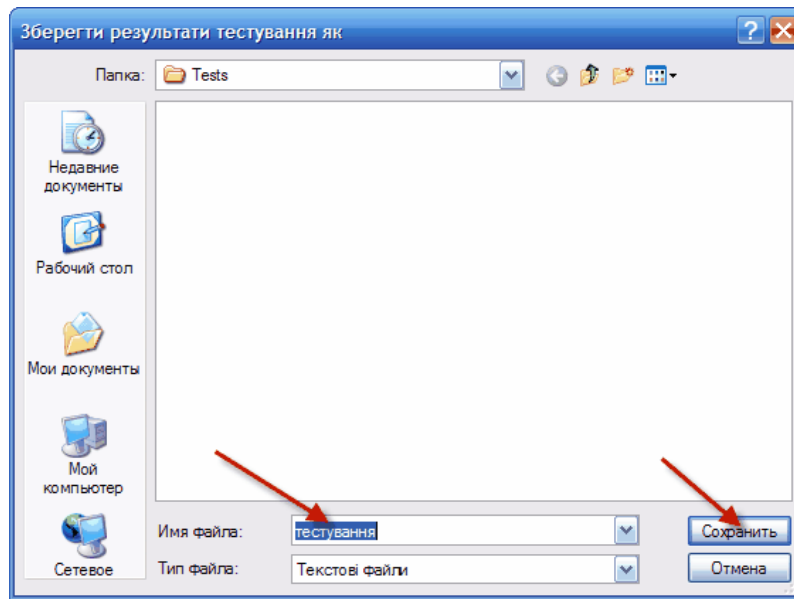 Зберегти результати тестування як
Папка: Tests
Недавние
документы
Рабочий стол
Мои документы
Мой
компьютер
Сетевое
Имя файла: тестування Сохранить
Тип файла: Текстові файли Отмена